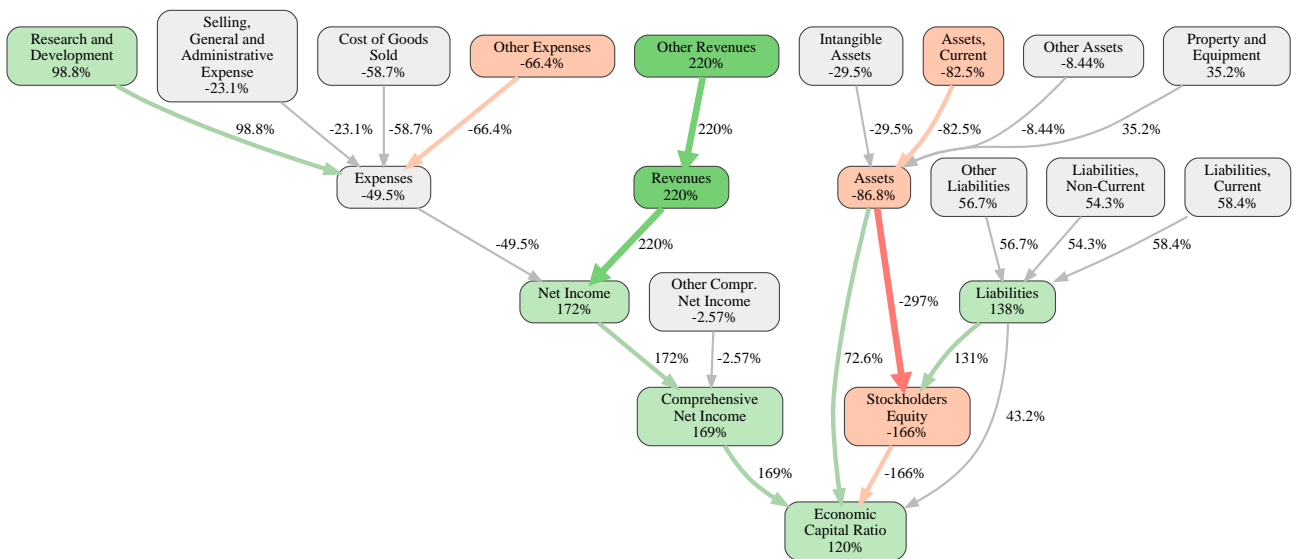 Research and
Development
98.8%
Selling,
General and
Administrative
Expense
-23.1%
Cost of Goods
Sold
-58.7%
Other Expenses
-66.4%
Other Revenues
220%
Intangible
Assets
-29.5%
Assets,
Current
-82.5%
Other Assets
-8.44%
Property and
Equipment
35.2%
98.8%
-23.1%
-58.7%
-66.4%
220%
-29.5%
-82.5%
-8.44%
35.2%
Expenses
-49.5%
Revenues
220%
Assets
-86.8%
Other
Liabilities
56.7%
Liabilities,
Non-Current
54.3%
Liabilities,
Current
58.4%
-49.5%
220%
56.7%
54.3%
58.4%
Net Income
172%
Other Compr.
Net Income
-2.57%
-297%
Liabilities
138%
172%
-2.57%
72.6%
131%
Comprehensive
Net Income
169%
Stockholders
Equity
-166%
43.2%
169%
-166%
Economic
Capital Ratio
120%